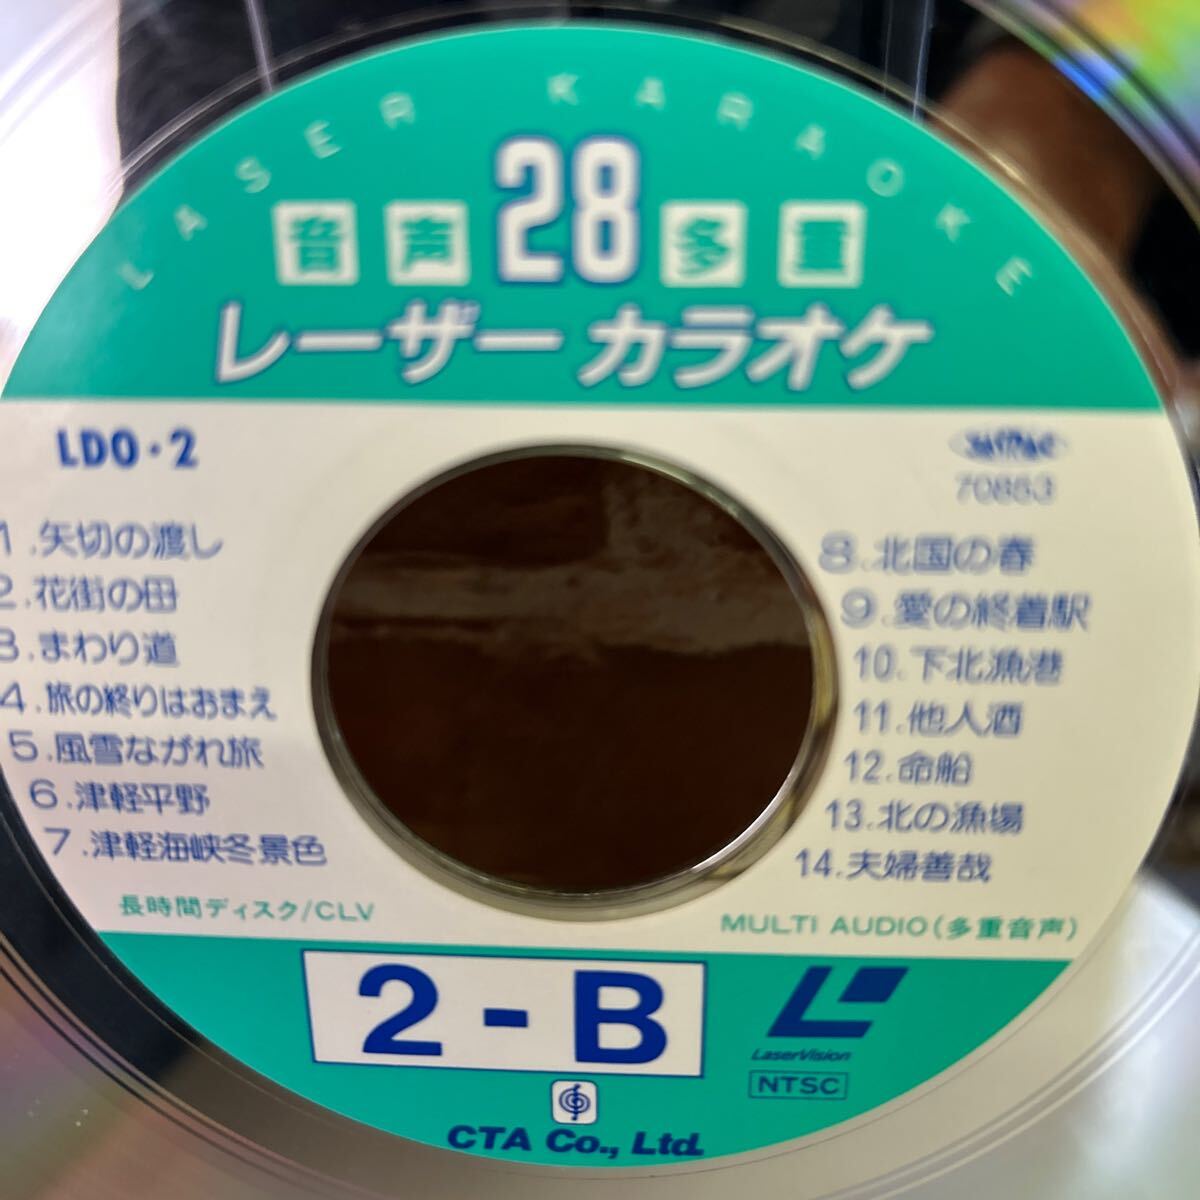 LASER KARAOKE
音声28多重
レーザーカラオケ
LDO・2
70853
1.矢切の渡し
2.花街の母
3.まわり道
4.旅の終りはおまえ
5.風雪ながれ旅
6.津軽平野
7.津軽海峡冬景色
8.北国の春
9.愛の終着駅
10.下北漁港
11.他人酒
12.命船
13.北の漁場
14.夫婦善哉
長時間ディスク/CLV
MULTI AUDIO(多重音声)
2-B
LaserVision
NTSC
CTA Co., Ltd.